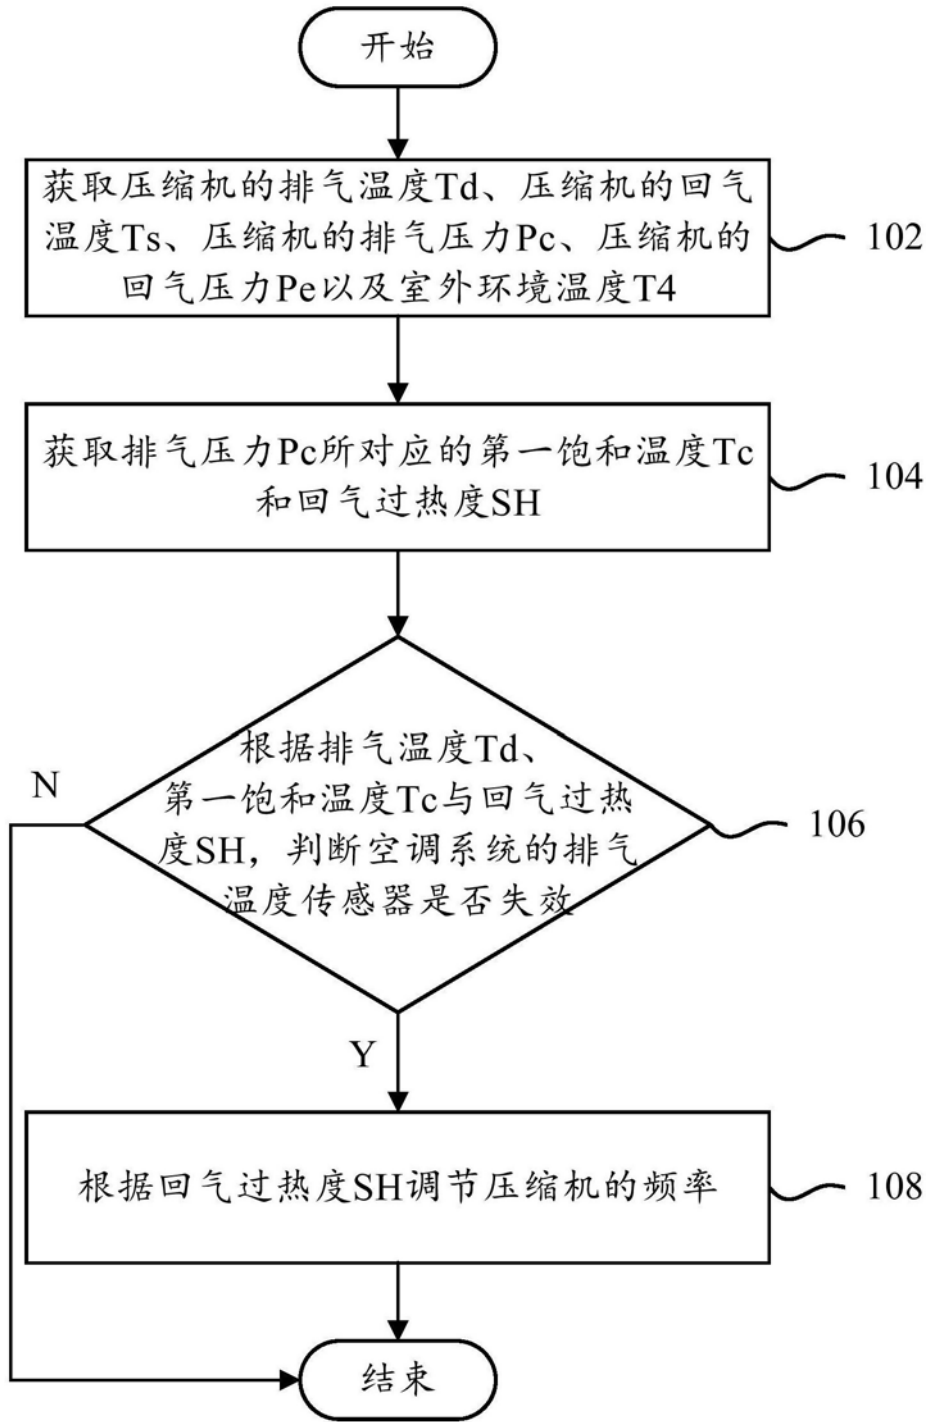 开始
获取压缩机的排气温度Td、压缩机的回气
温度Ts、压缩机的排气压力Pc、压缩机的
回气压力Pe以及室外环境温度T4
102
获取排气压力Pc所对应的第一饱和温度Tc
和回气过热度SH
104
根据排气温度Td、
第一饱和温度Tc与回气过热
度SH，判断空调系统的排气
温度传感器是否失效
N
106
Y
根据回气过热度SH调节压缩机的频率
108
结束